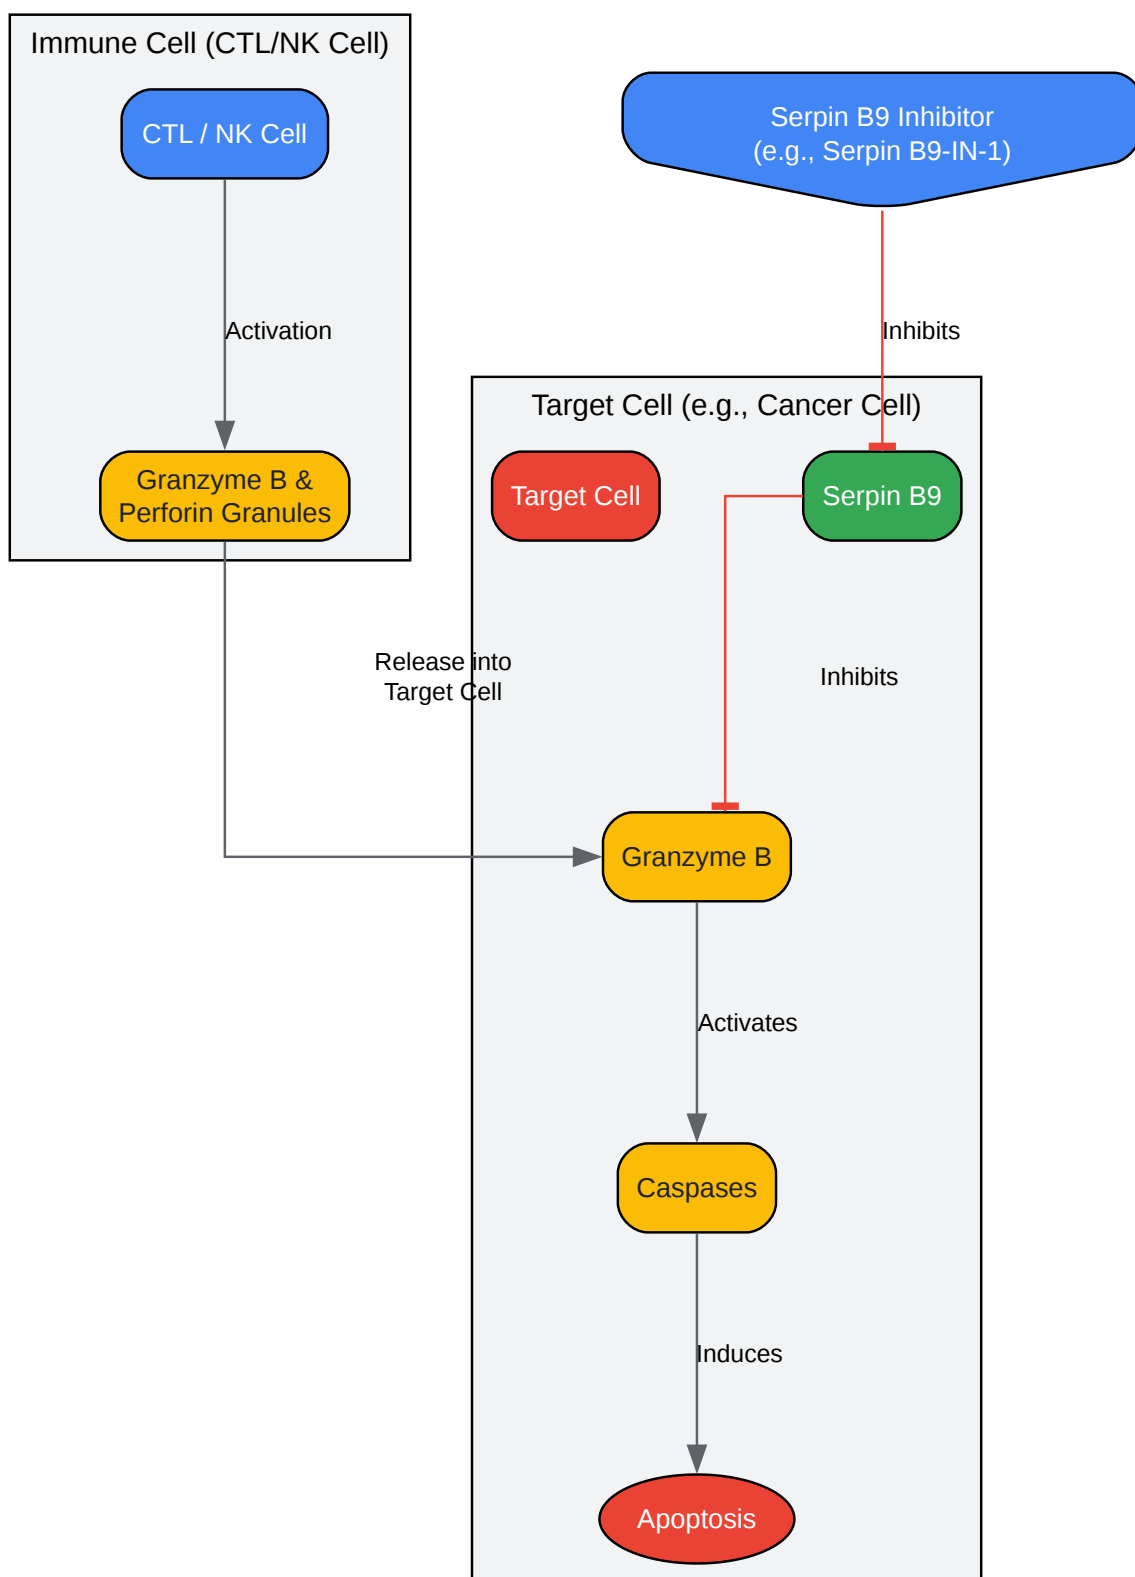 Immune Cell (CTL/NK Cell)
CTL / NK Cell
Serpin B9 Inhibitor
(e.g., Serpin B9-IN-1)
Activation
Inhibits
Target Cell (e.g., Cancer Cell)
Granzyme B &
Perforin Granules
Target Cell
Serpin B9
Release into
Target Cell
Inhibits
Granzyme B
Activates
Caspases
Induces
Apoptosis